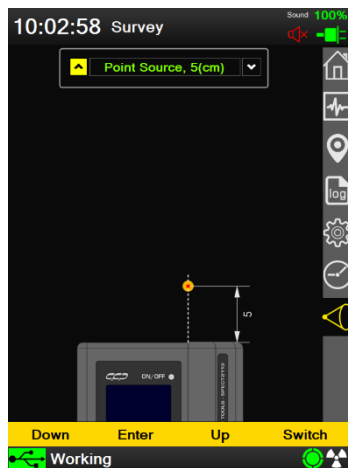 10:02:58 Survey
Sound 100%
Point Source, 5(cm)
log
5
ON/OFF
Down Enter Up Switch
Working